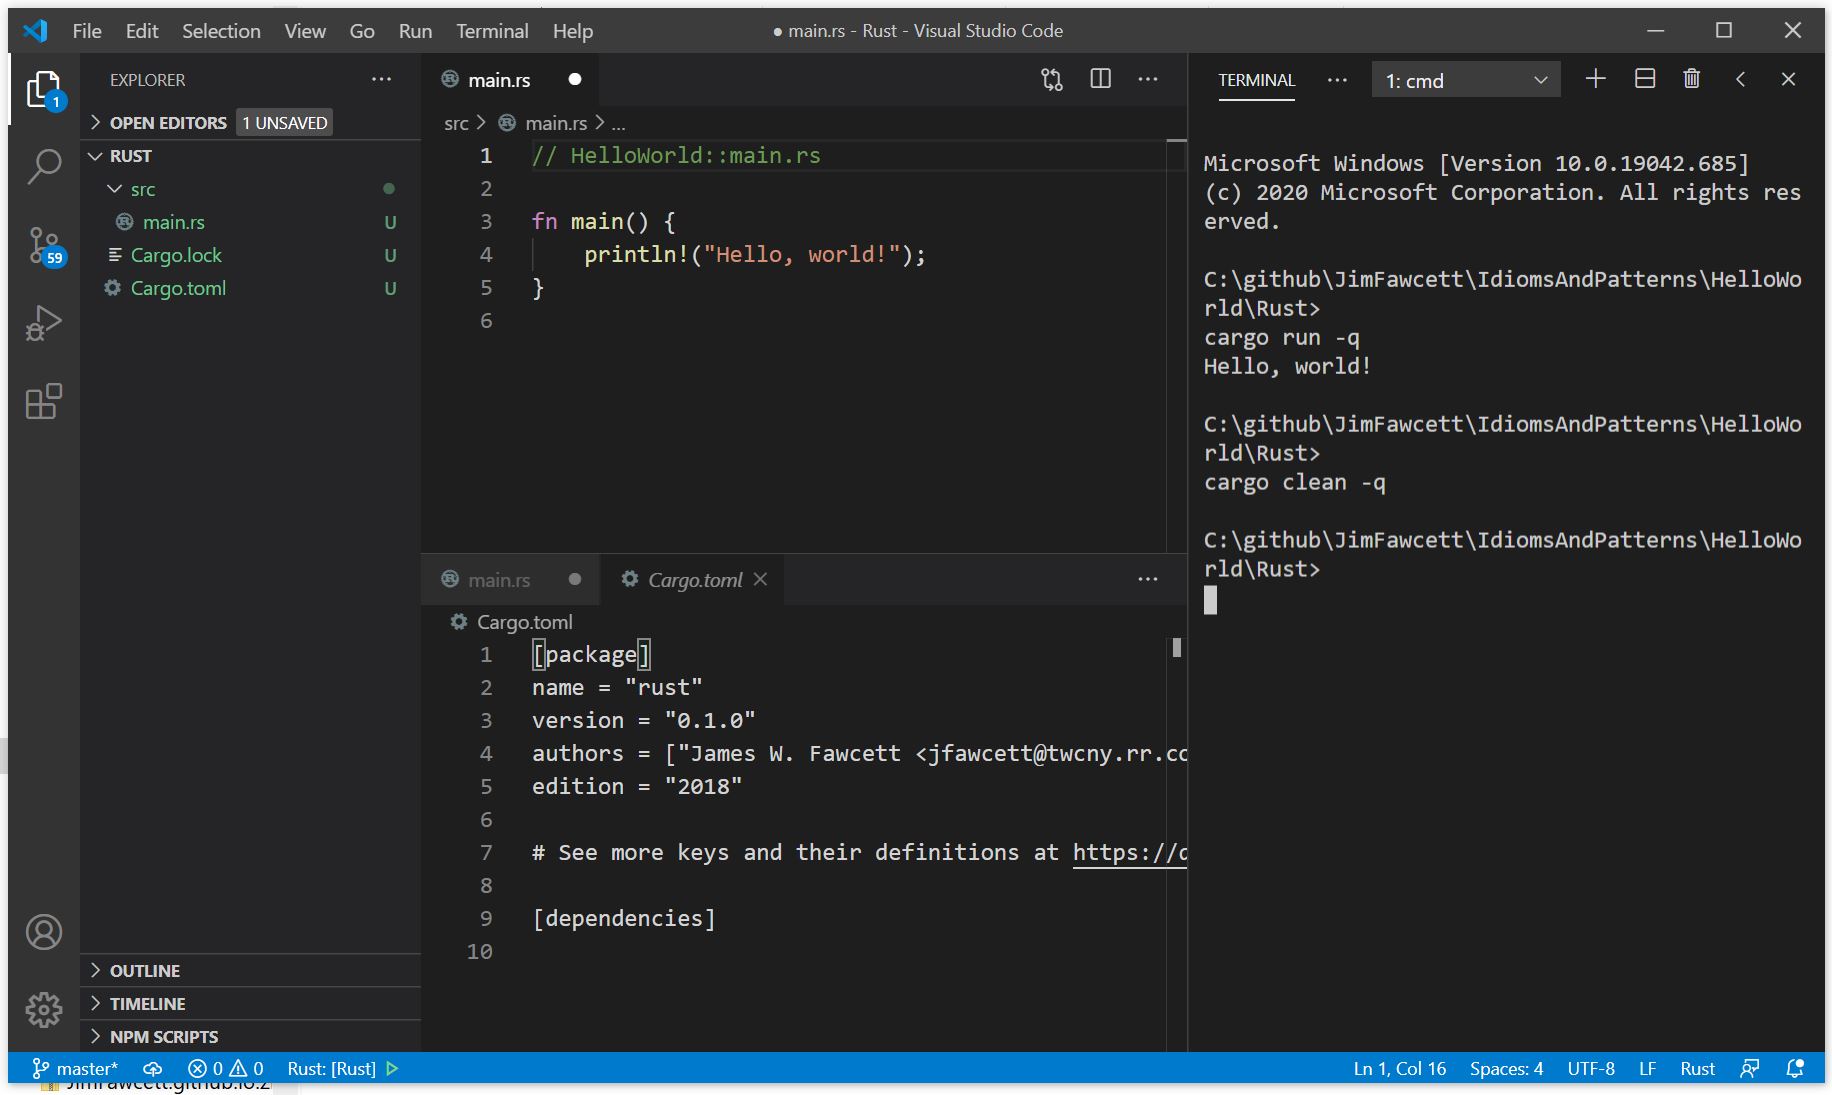 File Edit Selection View Go Run Terminal Help
● main.rs - Rust - Visual Studio Code
EXPLORER
OPEN EDITORS 1 UNSAVED
RUST
src
main.rs U
Cargo.lock U
Cargo.toml U
OUTLINE
TIMELINE
NPM SCRIPTS
1
59
main.rs
src > main.rs > ...
1 // HelloWorld::main.rs
2
3 fn main() {
4 println!("Hello, world!");
5 }
6
main.rs Cargo.toml
Cargo.toml
1 [package]
2 name = "rust"
3 version = "0.1.0"
4 authors = ["James W. Fawcett <jfawcett@twcny.rr.co
5 edition = "2018"
6
7 # See more keys and their definitions at https://d
8
9 [dependencies]
10
TERMINAL 1: cmd
Microsoft Windows [Version 10.0.19042.685]
(c) 2020 Microsoft Corporation. All rights res
erved.
C:\github\JimFawcett\IdiomsAndPatterns\HelloWo
rld\Rust>
cargo run -q
Hello, world!
C:\github\JimFawcett\IdiomsAndPatterns\HelloWo
rld\Rust>
cargo clean -q
C:\github\JimFawcett\IdiomsAndPatterns\HelloWo
rld\Rust>
master* 0 0 Rust: [Rust] Ln 1, Col 16 Spaces: 4 UTF-8 LF Rust